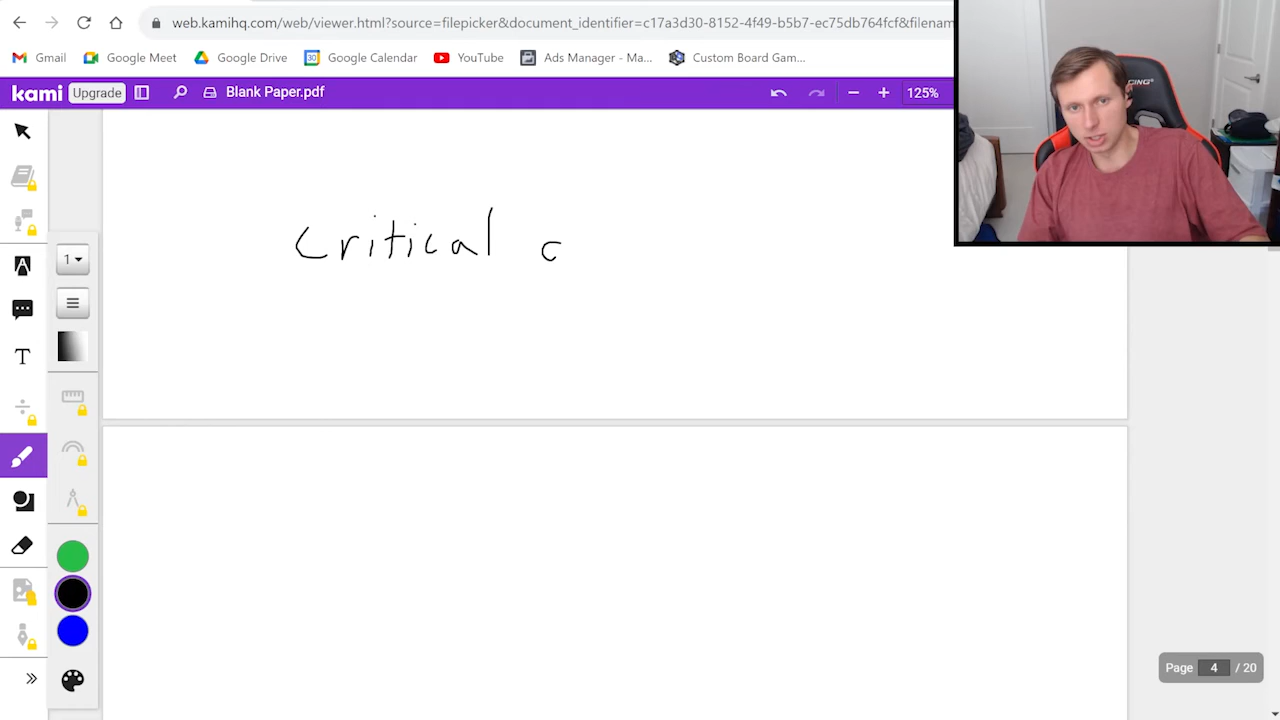 web.kamihq.com/web/viewer.html?source=filepicker&document_identifier=c17a3d30-8152-4f49-b5b7-ec75db764fcf&filenam
Gmail Google Meet Google Drive Google Calendar YouTube Ads Manager - Ma... Custom Board Gam...
kami Upgrade Blank Paper.pdf 125%
critical c
1
T
30
CING
Page 4 / 20